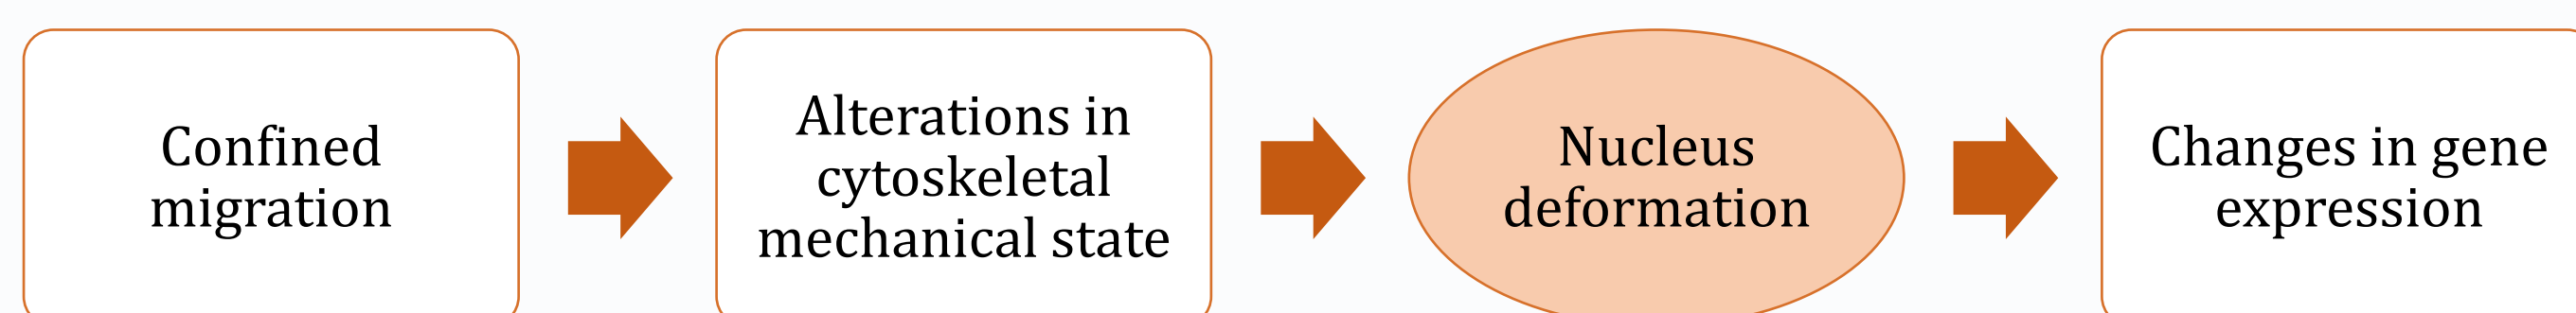 Confined
migration
Alterations in
cytoskeletal
mechanical state
Nucleus
deformation
Changes in gene
expression